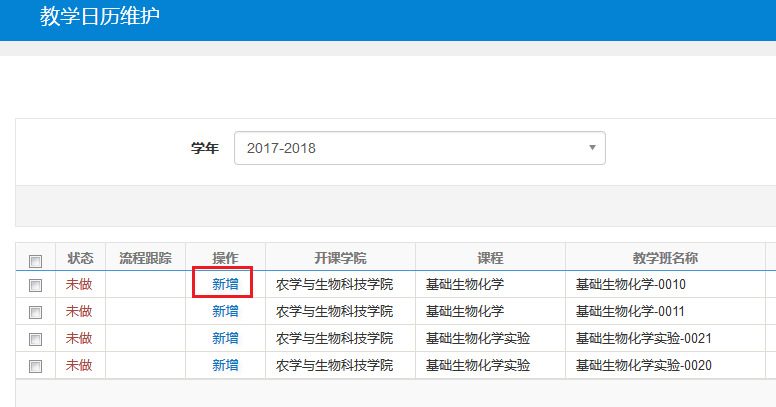 教学日历维护
学年 2017-2018
状态 流程跟踪 操作 开课学院 课程 教学班名称
未做 新增 农学与生物科技学院 基础生物化学 基础生物化学-0010
未做 新增 农学与生物科技学院 基础生物化学 基础生物化学-0011
未做 新增 农学与生物科技学院 基础生物化学实验 基础生物化学实验-0021
未做 新增 农学与生物科技学院 基础生物化学实验 基础生物化学实验-0020